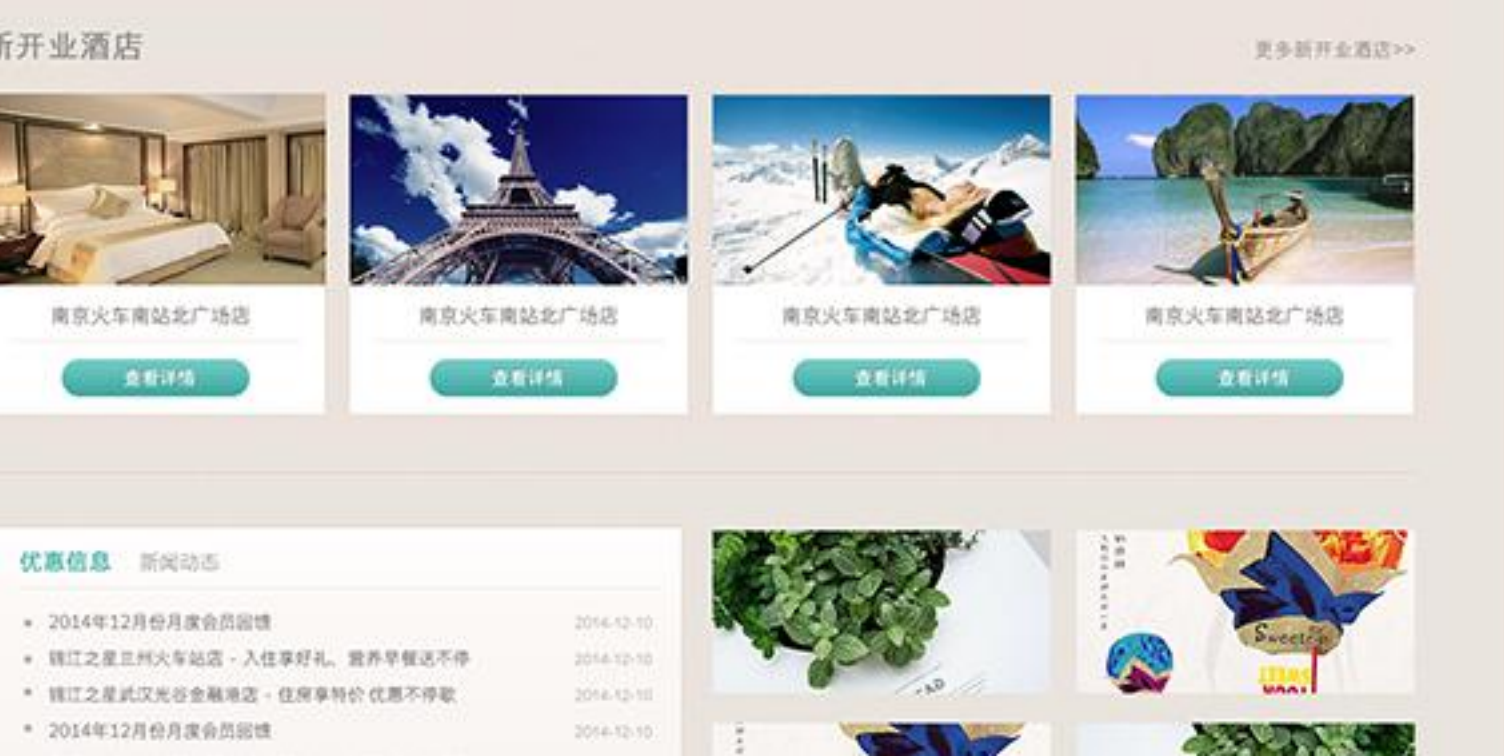 新开业酒店
更多新开业酒店>>
南京火车南站北广场店
南京火车南站北广场店
南京火车南站北广场店
南京火车南站北广场店
查看详情
查看详情
查看详情
查看详情
优惠信息 新闻动态
2014年12月份月度会员回馈 2014-12-10
锦江之星兰州火车站店 - 入住享好礼、营养早餐送不停 2014-12-10
锦江之星武汉光谷金融港店 - 住房享特价 优惠不停歇 2014-12-10
2014年12月份月度会员回馈 2014-12-10
SWEET